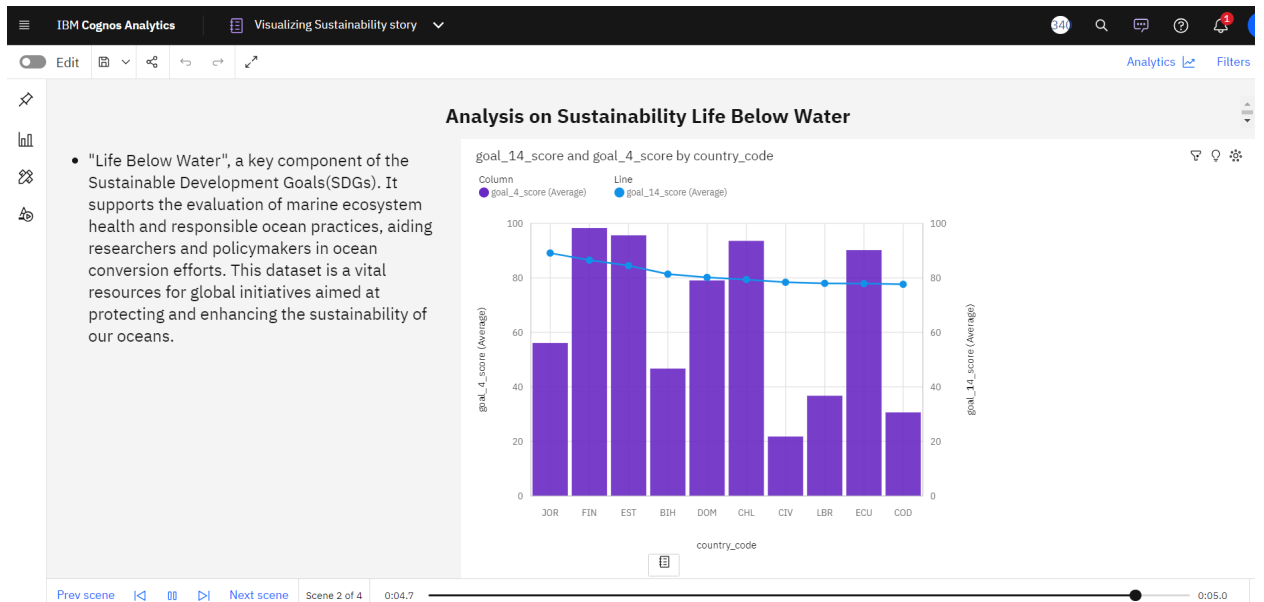 IBM Cognos Analytics
Visualizing Sustainability story
340
1
Edit
Analytics
Filters
Analysis on Sustainability Life Below Water
• "Life Below Water", a key component of the
Sustainable Development Goals(SDGs). It
supports the evaluation of marine ecosystem
health and responsible ocean practices, aiding
researchers and policymakers in ocean
conversion efforts. This dataset is a vital
resources for global initiatives aimed at
protecting and enhancing the sustainability of
our oceans.
goal_14_score and goal_4_score by country_code
Column
Line
goal_4_score (Average)
goal_14_score (Average)
100
80
60
40
20
0
goal_4_score (Average)
100
80
60
40
20
0
goal_14_score (Average)
JOR FIN EST BIH DOM CHL CIV LBR ECU COD
country_code
Prev scene
Next scene
Scene 2 of 4
0:04.7
0:05.0